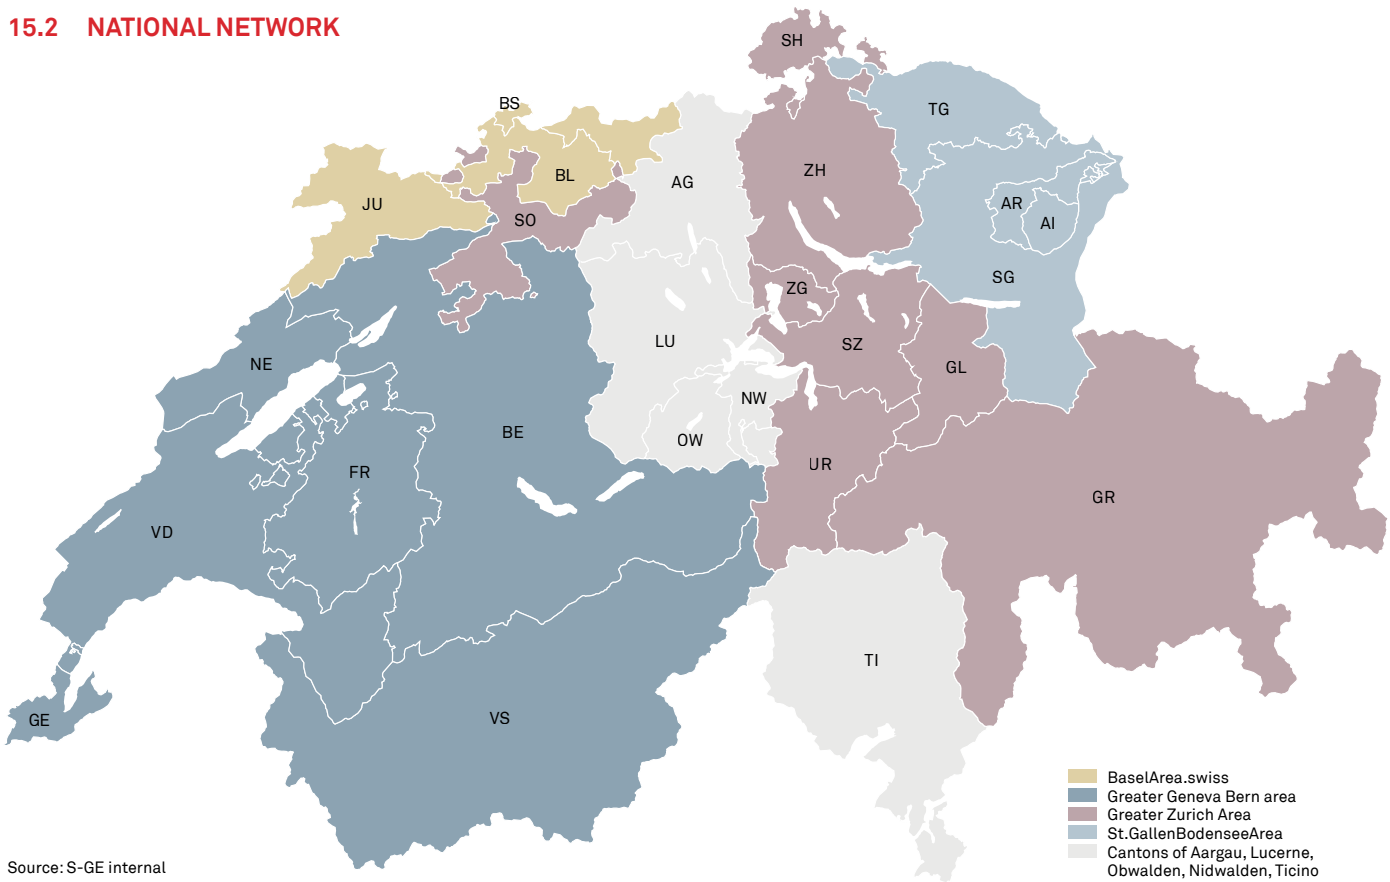 15.2 NATIONAL NETWORK
SH
BS
TG
ZH
BL
AG
JU
AR
SO
AI
SG
ZG
LU
SZ
NE
GL
NW
BE
OW
UR
FR
GR
VD
TI
VS
GE
BaselArea.swiss
Greater Geneva Bern area
Greater Zurich Area
St.GallenBodenseeArea
Cantons of Aargau, Lucerne,
Obwalden, Nidwalden, Ticino
Source: S-GE internal